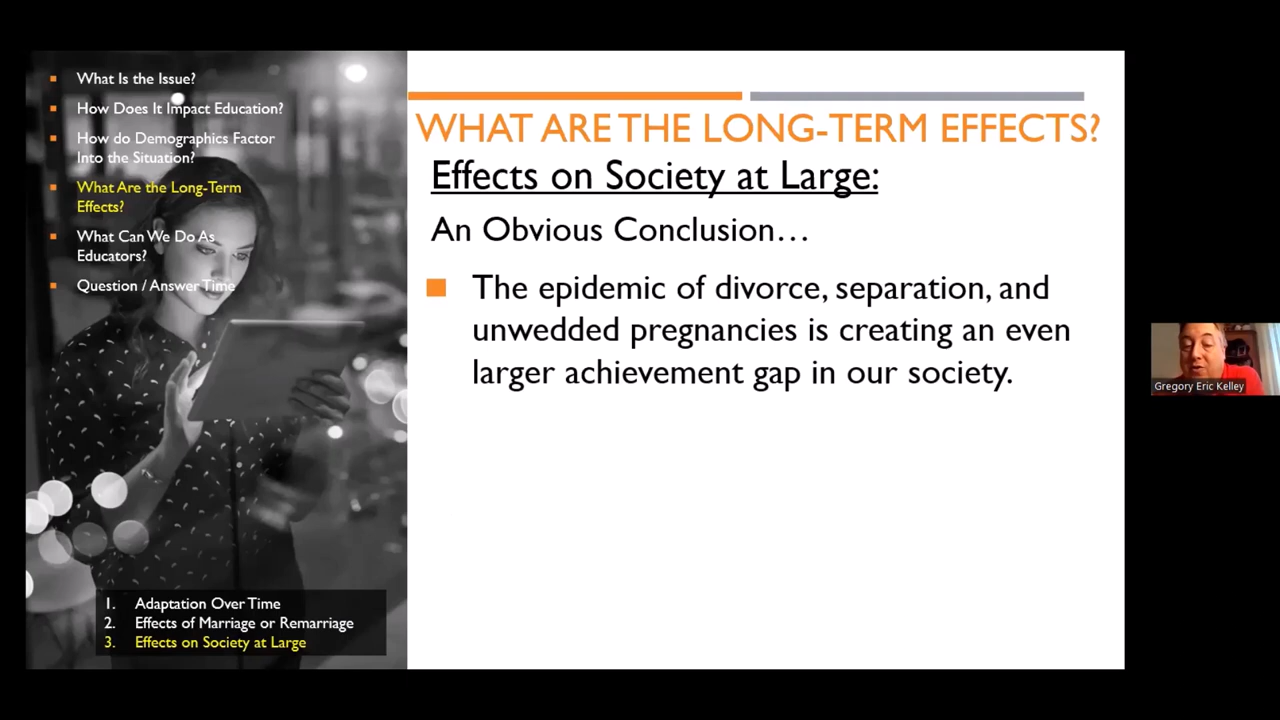 What Is the Issue?
How Does It Impact Education?
How do Demographics Factor
Into the Situation?
What Are the Long-Term
Effects?
What Can We Do As
Educators?
Question / Answer Time
1. Adaptation Over Time
2. Effects of Marriage or Remarriage
3. Effects on Society at Large
WHAT ARE THE LONG-TERM EFFECTS?
Effects on Society at Large:
An Obvious Conclusion…
The epidemic of divorce, separation, and
unwedded pregnancies is creating an even
larger achievement gap in our society.
Gregory Eric Kelley